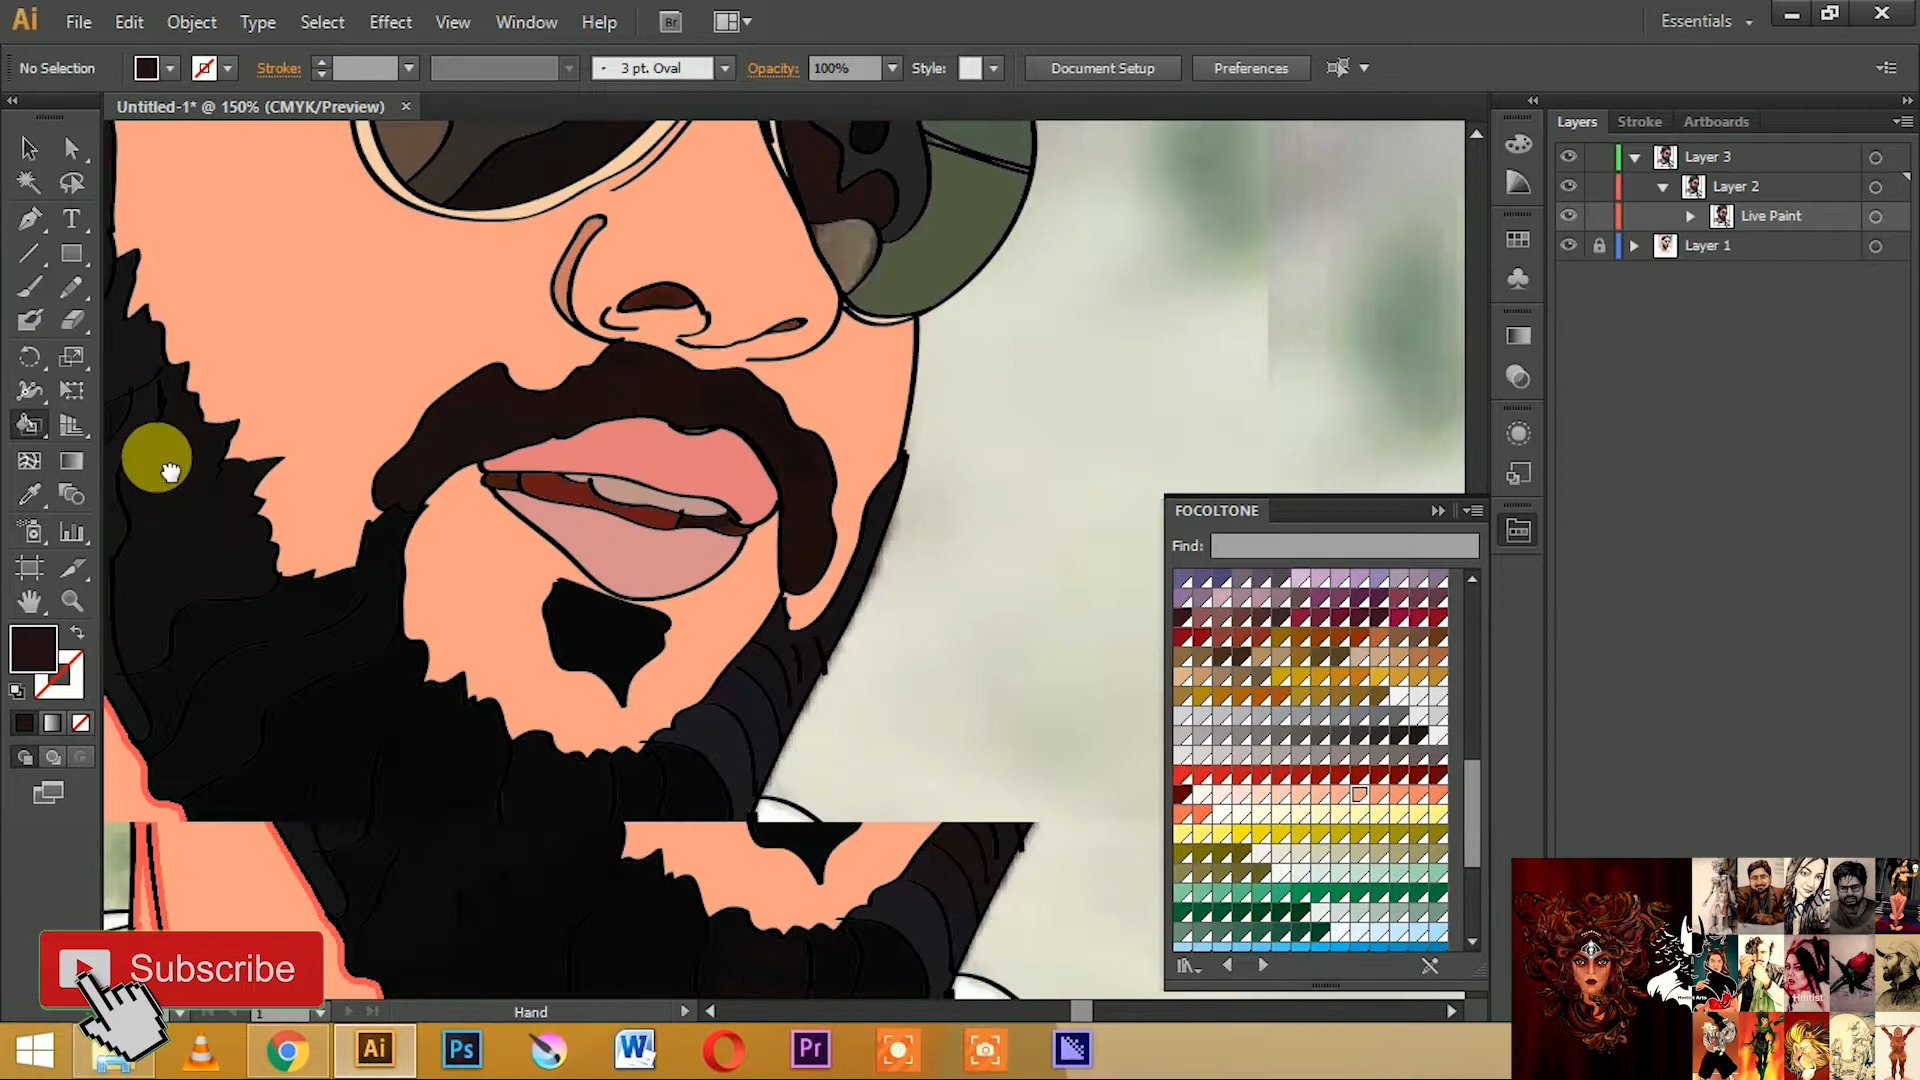 Ai File Edit Object Type Select Effect View Window Help Br Essentials
No Selection Stroke: 3 pt. Oval Opacity: 100% Style: Document Setup Preferences
Untitled-1* @ 150% (CMYK/Preview) ×
Layers Stroke Artboards
Layer 3
Layer 2
Live Paint
Layer 1
T
FOCOLTONE
Find:
Subscribe
1 Hand
Ai Ps W Pr